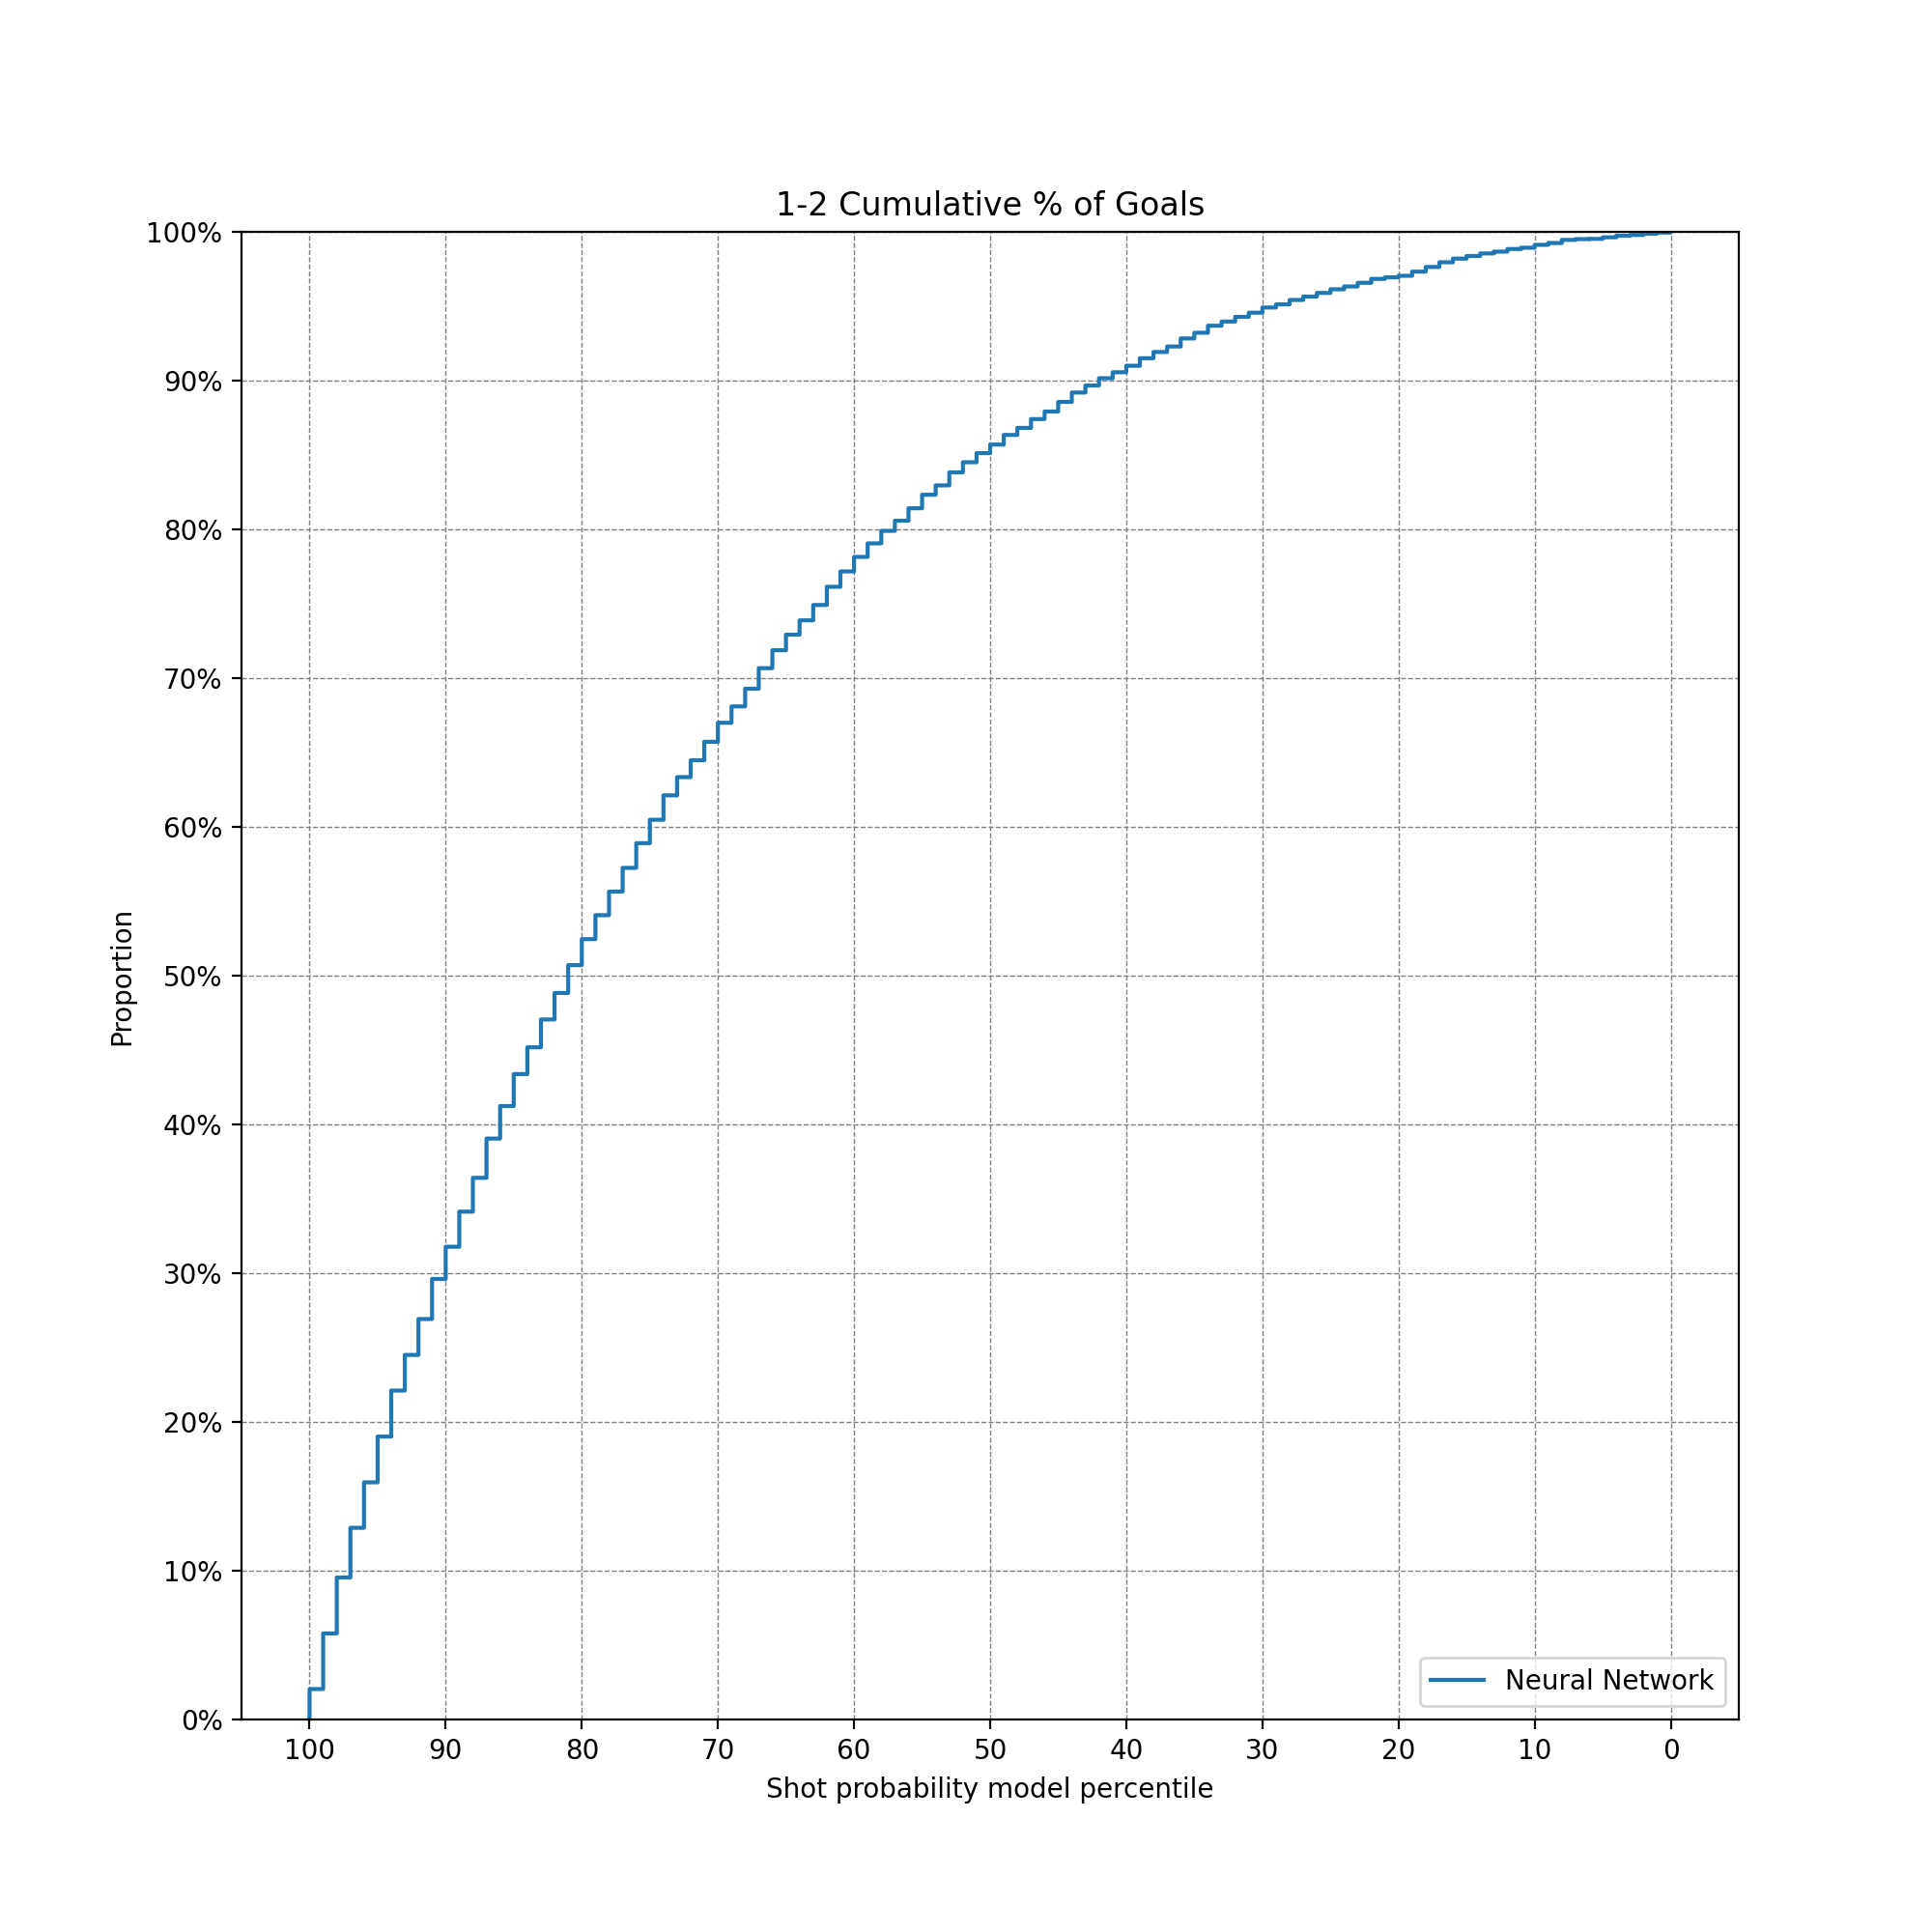 1-2 Cumulative % of Goals
100%
90%
80%
70%
60%
50%
40%
30%
20%
10%
0%
Proportion
Neural Network
100 90 80 70 60 50 40 30 20 10 0
Shot probability model percentile